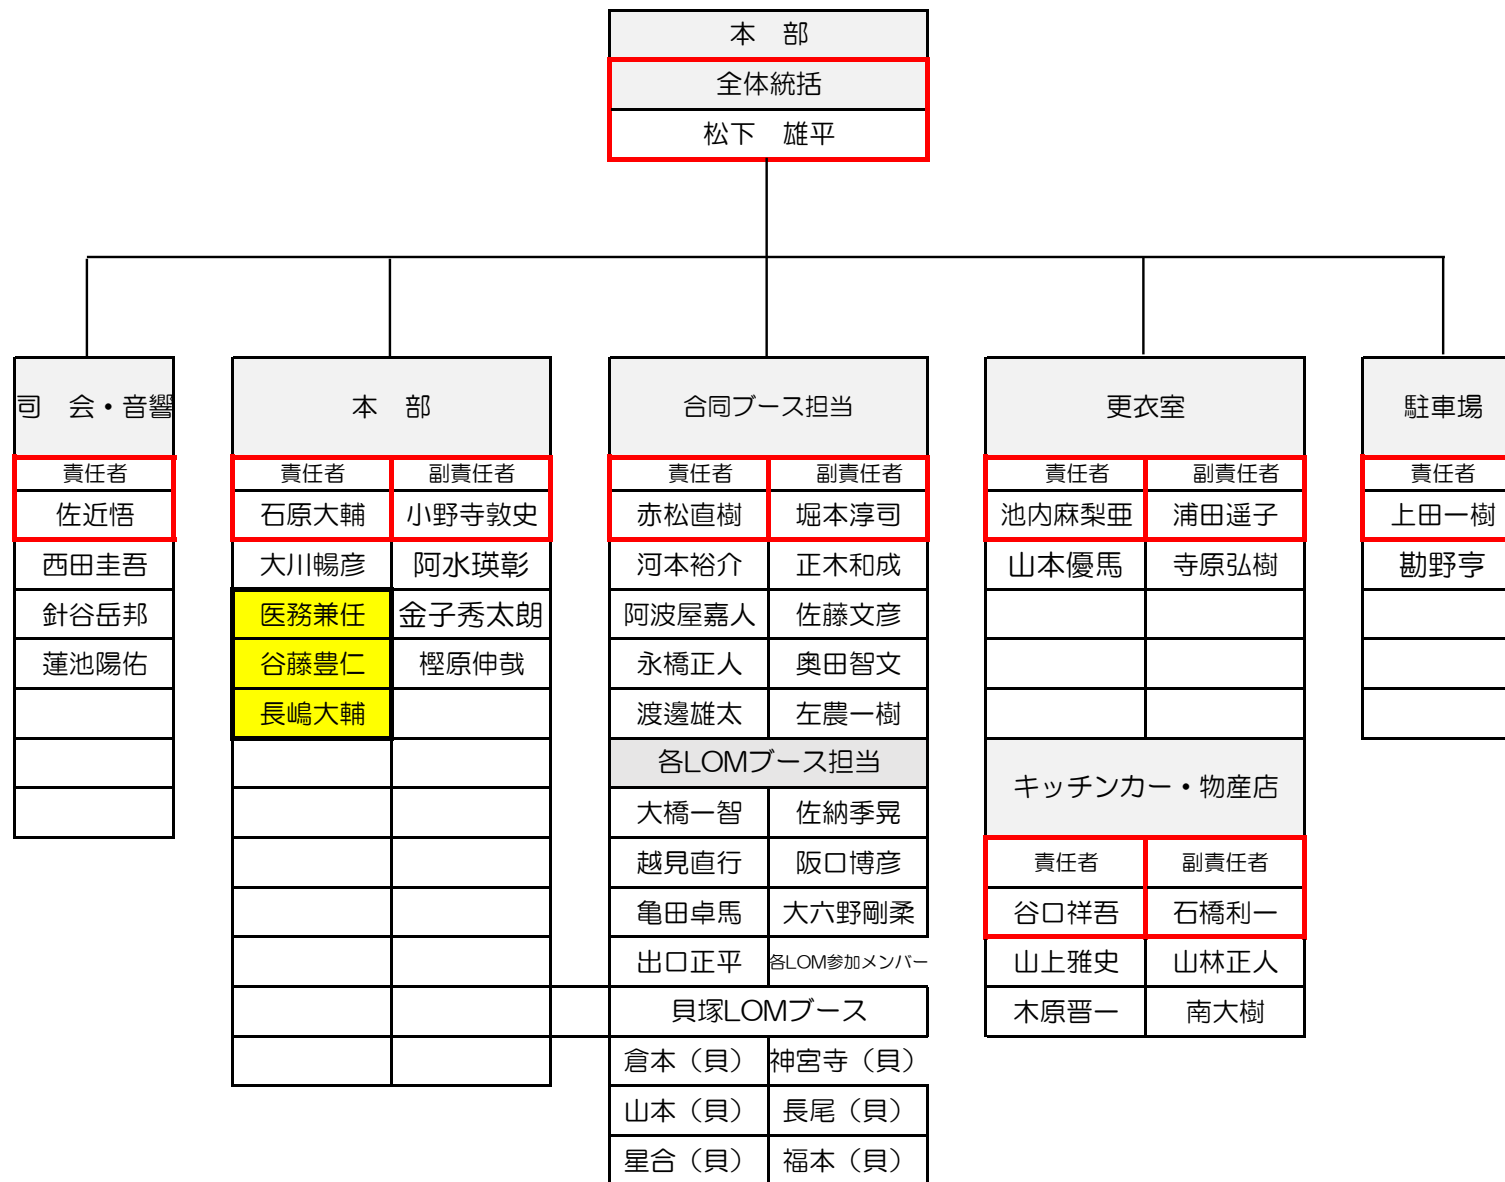 本　部
全体統括
松下　雄平
司　会・音響
責任者
佐近悟
西田圭吾
針谷岳邦
蓮池陽佑
本　部
責任者 副責任者
石原大輔 小野寺敦史
大川暢彦 阿水瑛彰
医務兼任 金子秀太朗
谷藤豊仁 樫原伸哉
長嶋大輔
合同ブース担当
責任者 副責任者
赤松直樹 堀本淳司
河本裕介 正木和成
阿波屋嘉人 佐藤文彦
永橋正人 奥田智文
渡邊雄太 左農一樹
各LOMブース担当
大橋一智 佐納季晃
越見直行 阪口博彦
亀田卓馬 大六野剛柔
出口正平 各LOM参加メンバー
貝塚LOMブース
倉本（貝） 神宮寺（貝）
山本（貝） 長尾（貝）
星合（貝） 福本（貝）
更衣室
責任者 副責任者
池内麻梨亜 浦田遥子
山本優馬 寺原弘樹
キッチンカー・物産店
責任者 副責任者
谷口祥吾 石橋利一
山上雅史 山林正人
木原晋一 南大樹
駐車場
責任者
上田一樹
勘野亨